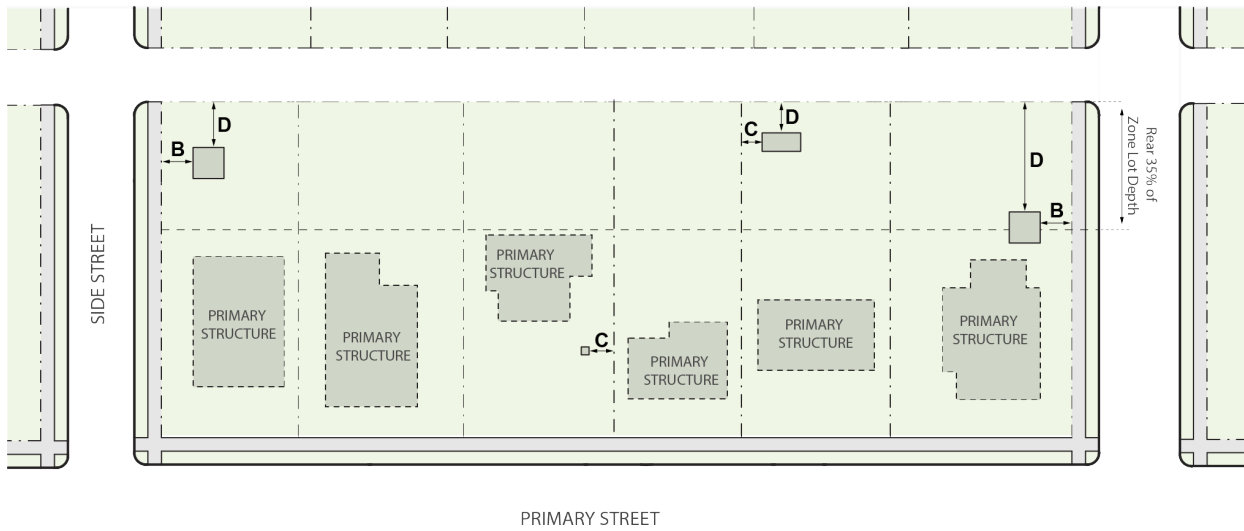 D
B
C
D
D
B
Rear 35% of
Zone Lot Depth
SIDE STREET
PRIMARY
STRUCTURE
PRIMARY
STRUCTURE
PRIMARY
STRUCTURE
C
PRIMARY
STRUCTURE
PRIMARY
STRUCTURE
PRIMARY
STRUCTURE
PRIMARY STREET